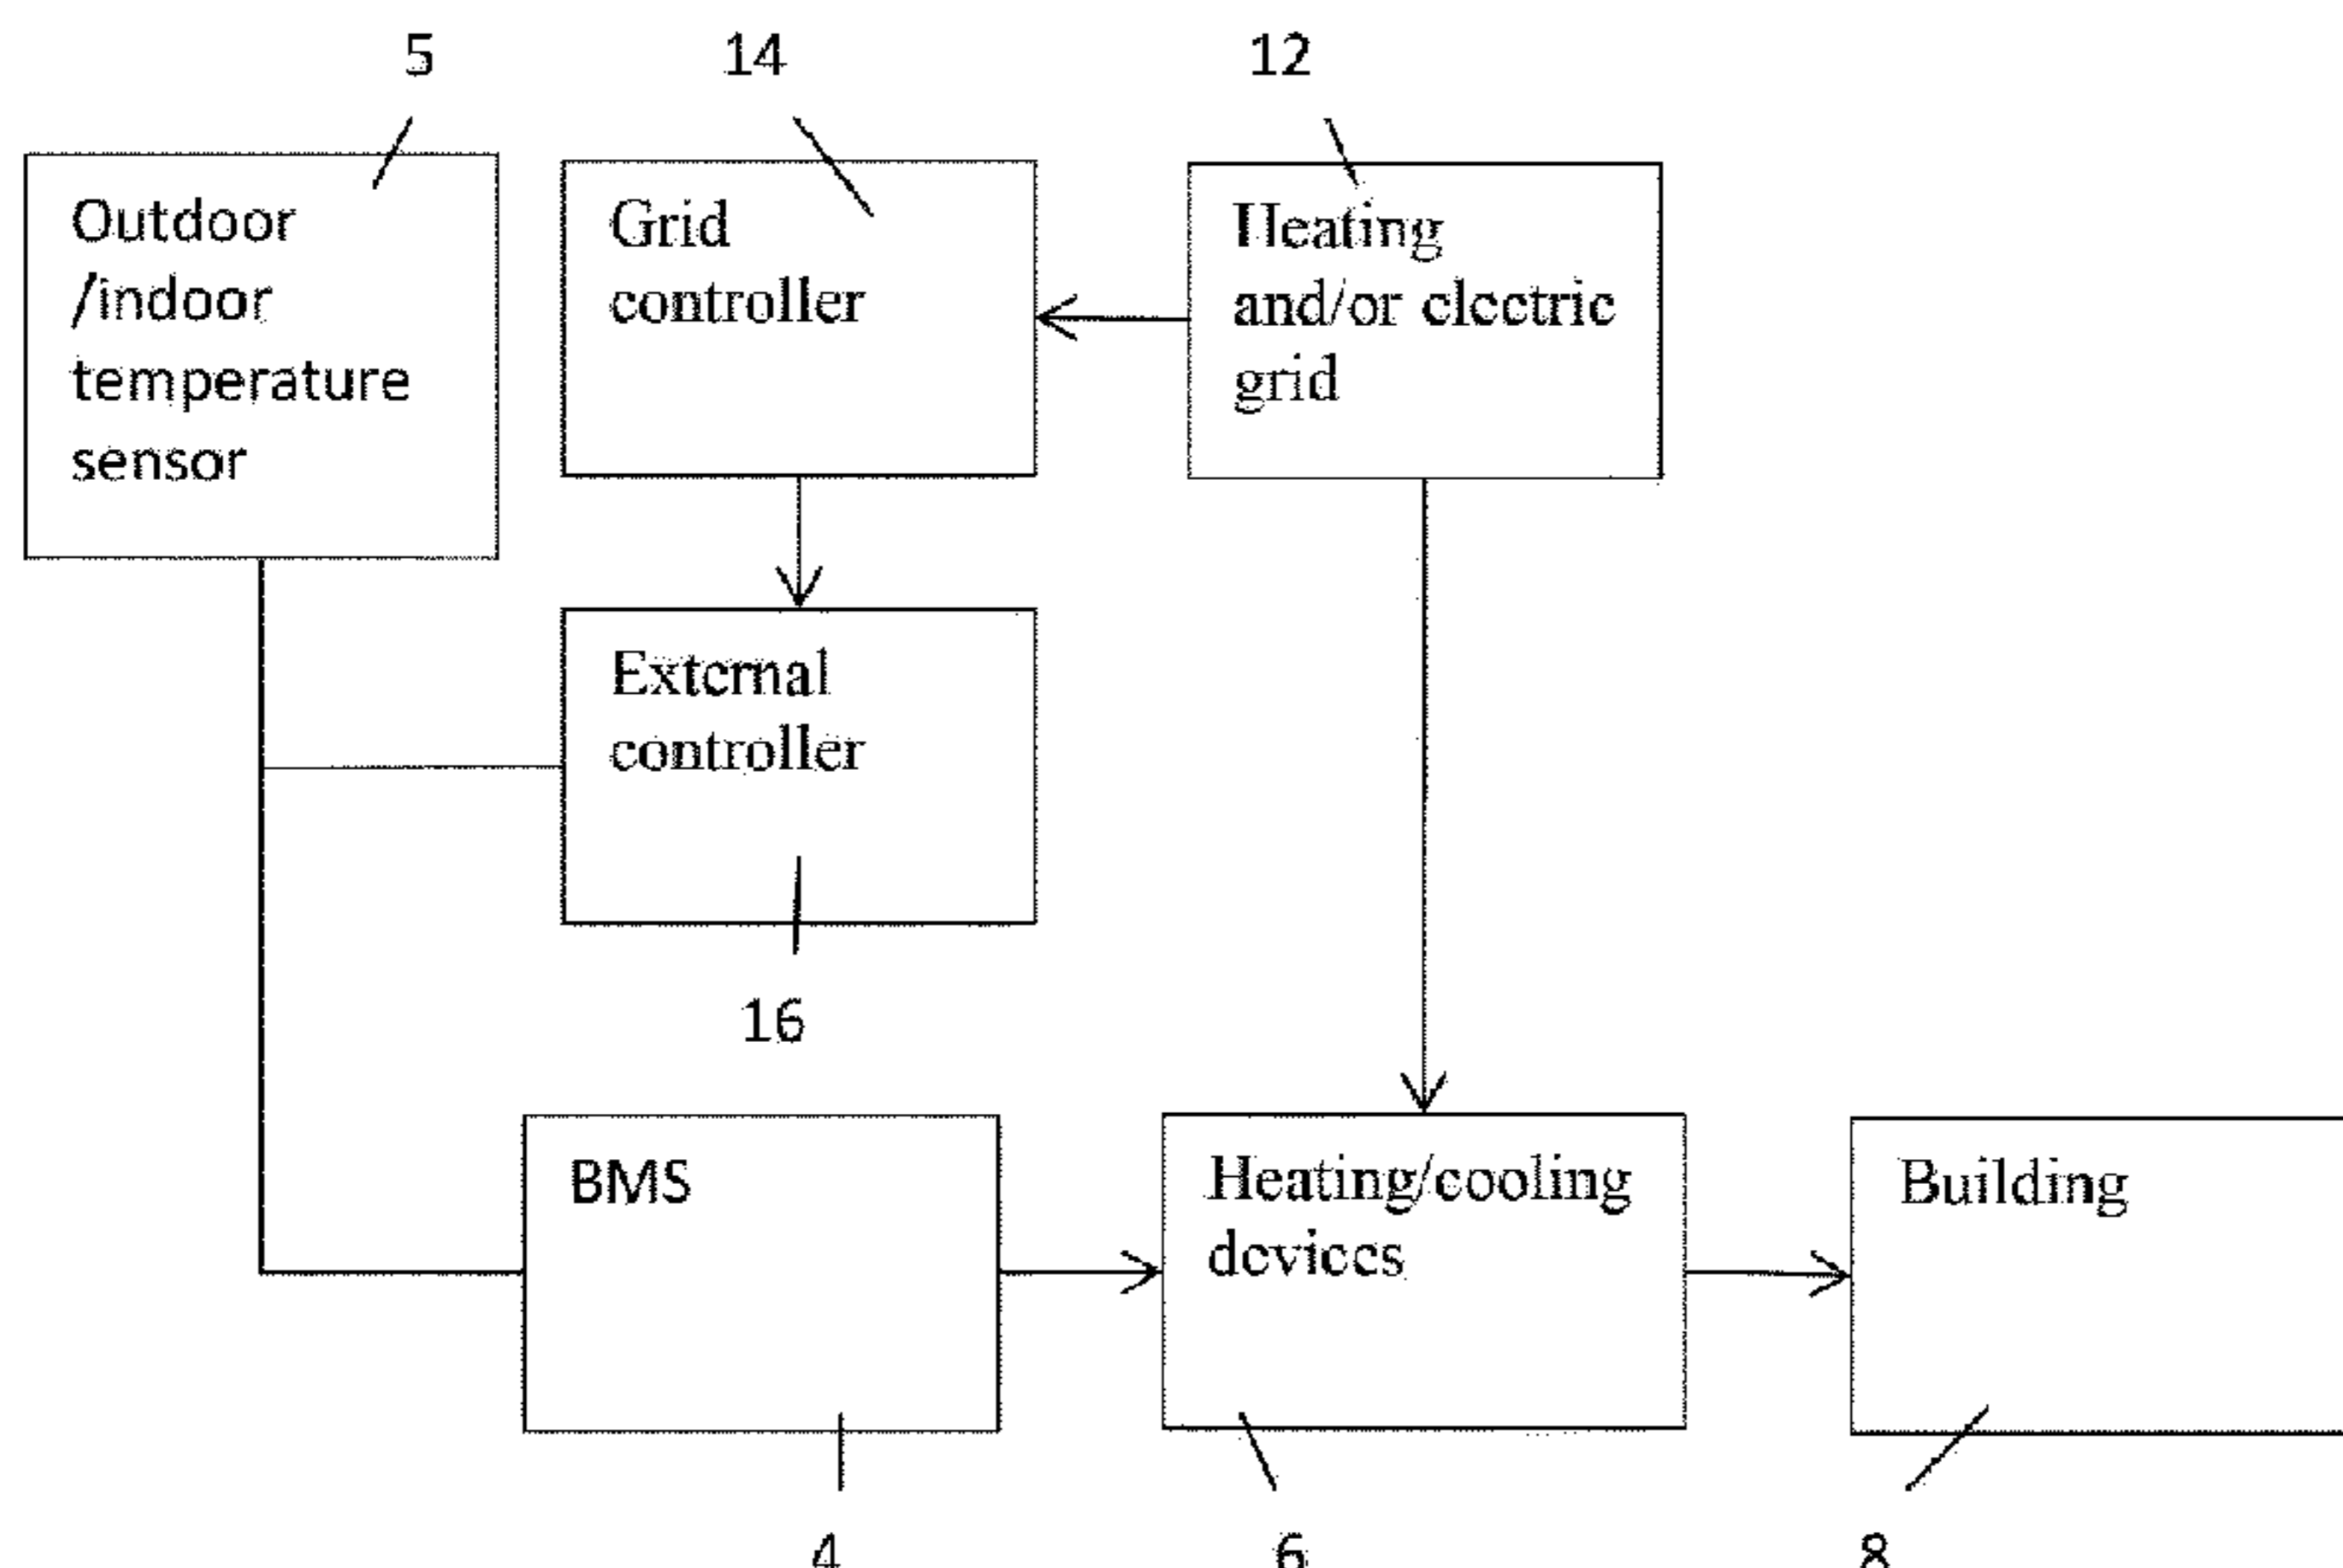 5
14
12
Outdoor
/indoor
temperature
sensor
Grid
controller
Heating
and/or electric
grid
External
controller
16
BMS
Heating/cooling
devices
Building
4
6
8